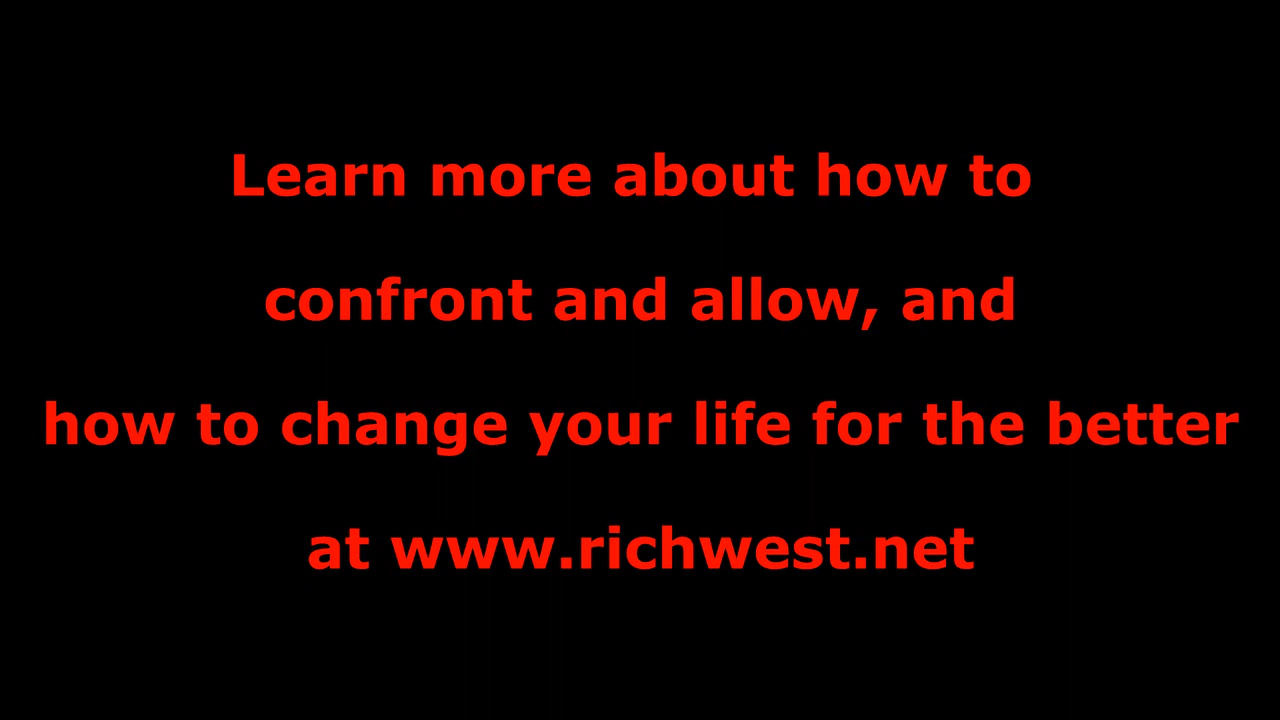 Learn more about how to
confront and allow, and
how to change your life for the better
at www.richwest.net